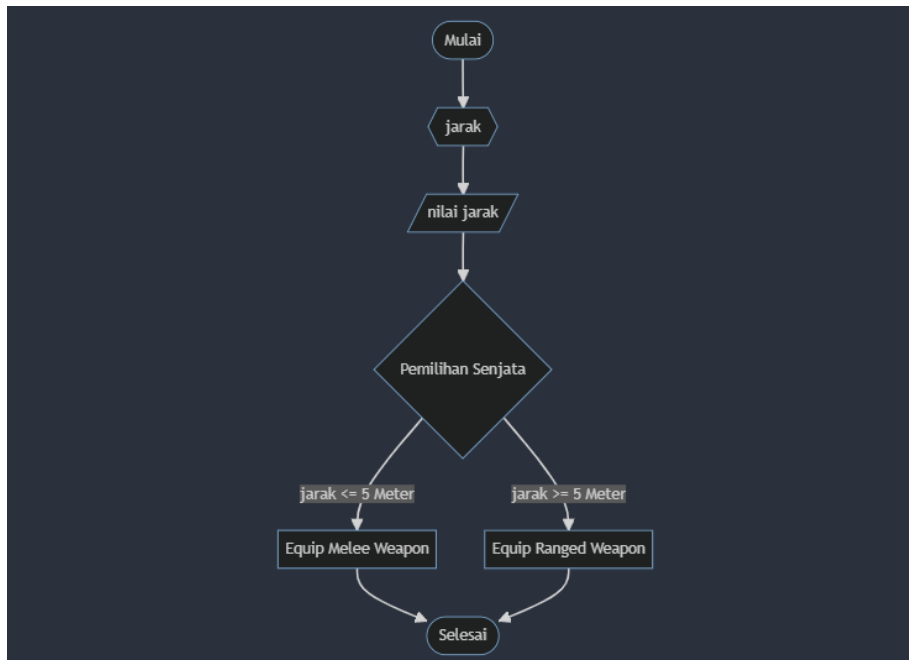 Mulai
jarak
nilai jarak
Pemilihan Senjata
jarak <= 5 Meter
jarak >= 5 Meter
Equip Melee Weapon
Equip Ranged Weapon
Selesai